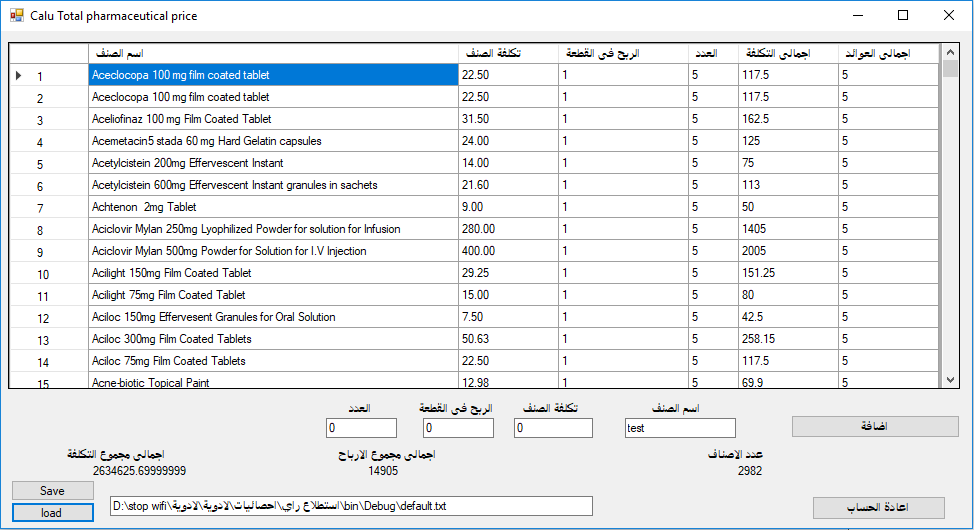 Calu Total pharmaceutical price
اسم الصنف تكلفة الصنف الربح في القطعة العدد اجمالي التكلفة اجمالي العوائد
1 Aceclocopa 100 mg film coated tablet 22.50 1 5 117.5 5
2 Aceclocopa 100 mg film coated tablet 22.50 1 5 117.5 5
3 Aceliofinaz 100 mg Film Coated Tablet 31.50 1 5 162.5 5
4 Acemetacin5 stada 60 mg Hard Gelatin capsules 24.00 1 5 125 5
5 Acetylcistein 200mg Effervescent Instant 14.00 1 5 75 5
6 Acetylcistein 600mg Effervescent Instant granules in sachets 21.60 1 5 113 5
7 Achtenon  2mg Tablet 9.00 1 5 50 5
8 Aciclovir Mylan 250mg Lyophilized Powder for solution for Infusion 280.00 1 5 1405 5
9 Aciclovir Mylan 500mg Powder for Solution for I.V Injection 400.00 1 5 2005 5
10 Acilight 150mg Film Coated Tablet 29.25 1 5 151.25 5
11 Acilight 75mg Film Coated Tablet 15.00 1 5 80 5
12 Aciloc 150mg Effervesent Granules for Oral Solution 7.50 1 5 42.5 5
13 Aciloc 300mg Film Coated Tablets 50.63 1 5 258.15 5
14 Aciloc 75mg Film Coated Tablets 22.50 1 5 117.5 5
15 Acne-biotic Topical Paint 12.98 1 5 69.9 5
العدد الربح في القطعة تكلفة الصنف اسم الصنف
0 0 0 test اضافة
اجمالي مجموع التكلفة اجمالي مجموع الارباح عدد الاصناف
2634625.69999999 14905 2982
Save
load D:\stop wifi\استطلاع راي\احصائيات\لادوية\لادوية\bin\Debug\default.txt اعادة الحساب